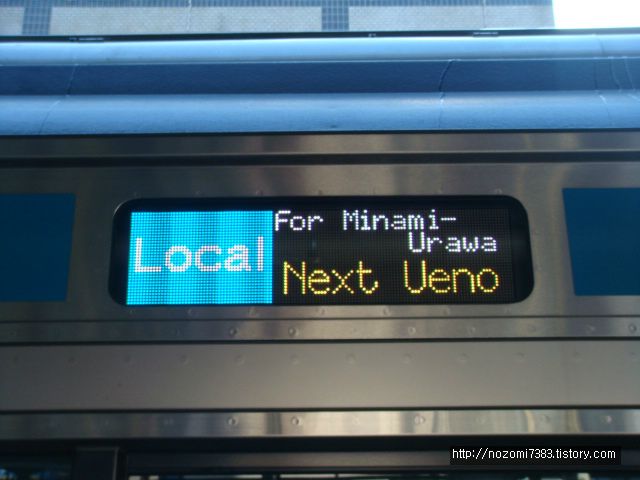 Local
For Minami-
Urawa
Next Ueno
http://nozomi7383.tistory.com